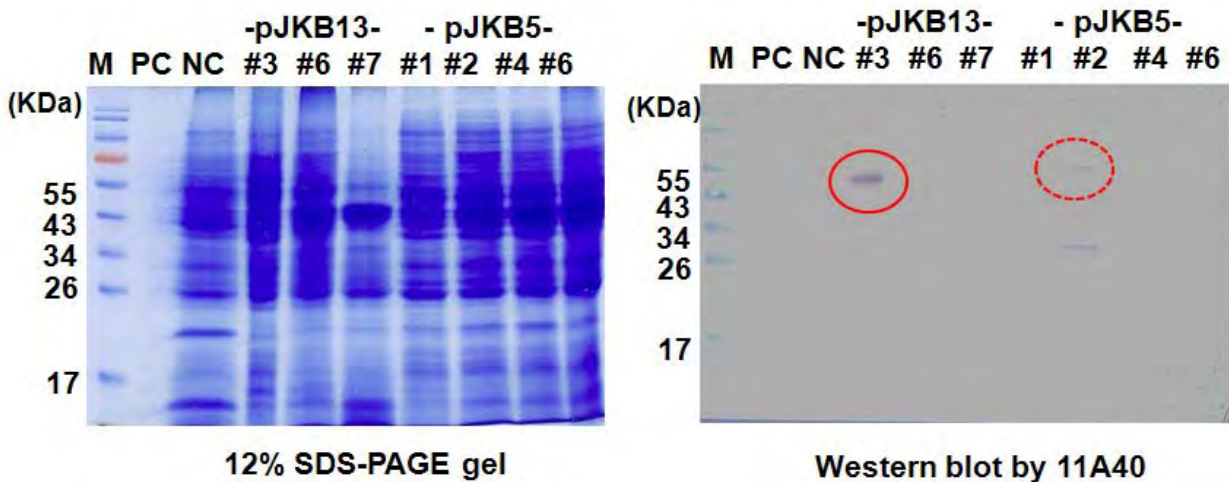 -pJKB13- - pJKB5-
M PC NC #3 #6 #7 #1 #2 #4 #6
(KDa)
55
43
34
26
17
12% SDS-PAGE gel
-pJKB13- - pJKB5-
M PC NC #3 #6 #7 #1 #2 #4 #6
(KDa)
55
43
34
26
17
Western blot by 11A40